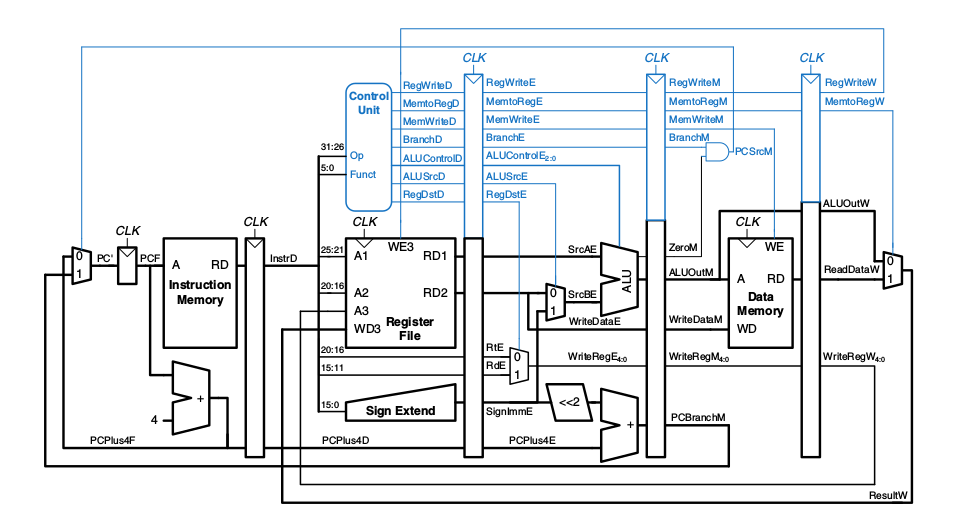 CLK
CLK
CLK
Control
Unit
RegWriteD
RegWriteE
RegWriteM
RegWriteW
MemtoRegD
MemtoRegE
MemtoRegM
MemtoRegW
MemWriteD
MemWriteE
MemWriteM
BranchD
BranchE
BranchM
PCSrcM
31:26
Op
ALUControlD
ALUControlE2:0
5:0
Funct
ALUSrcD
ALUSrcE
RegDstD
RegDstE
ALUOutW
CLK
CLK
CLK
CLK
WE3
WE
0
1
PC'
PCF
A
RD
Instruction
Memory
InstrD
25:21
A1
RD1
SrcAE
ZeroM
ALU
ALUOutM
A
RD
Data
Memory
WD
ReadDataW
0
1
20:16
A2
RD2
0
1
SrcBE
A3
WD3
Register
File
WriteDataE
WriteDataM
20:16
RtE
0
1
WriteRegE4:0
WriteRegM4:0
WriteRegW4:0
15:11
RdE
+
4
15:0
Sign Extend
SignImmE
<<2
+
PCBranchM
PCPlus4F
PCPlus4D
PCPlus4E
ResultW